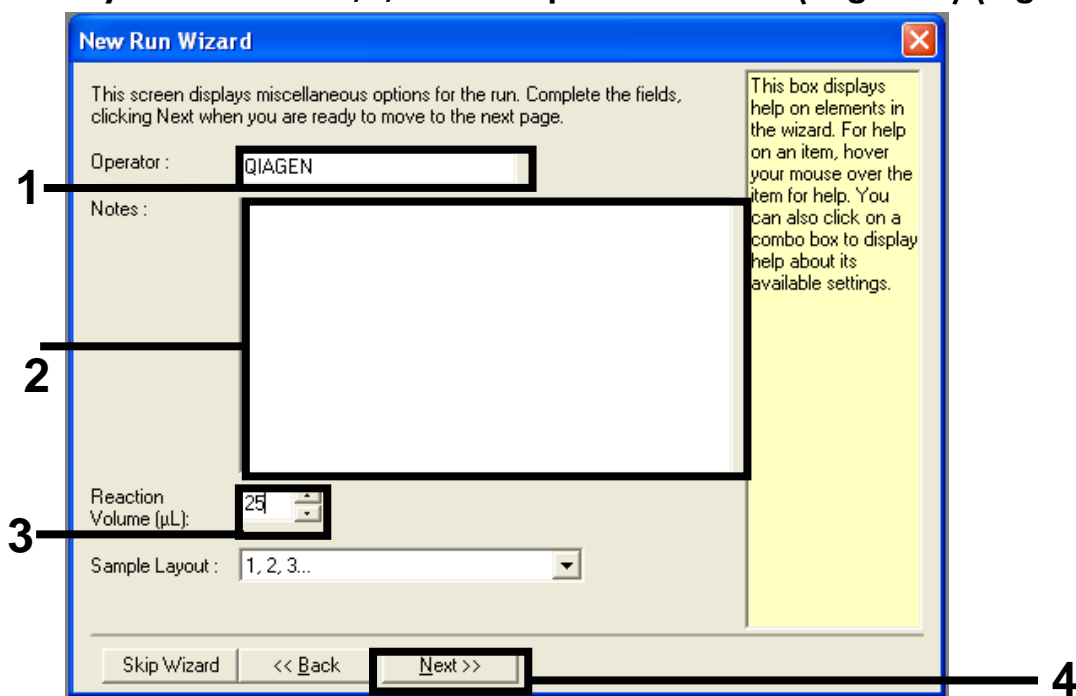 New Run Wizard
This screen displays miscellaneous options for the run. Complete the fields,
clicking Next when you are ready to move to the next page.
Operator :
QIAGEN
1
Notes :
2
Reaction
Volume (µL):
25
3
Sample Layout :
1, 2, 3...
Skip Wizard
<< Back
Next >>
4
This box displays
help on elements in
the wizard. For help
on an item, hover
your mouse over the
item for help. You
can also click on a
combo box to display
help about its
available settings.